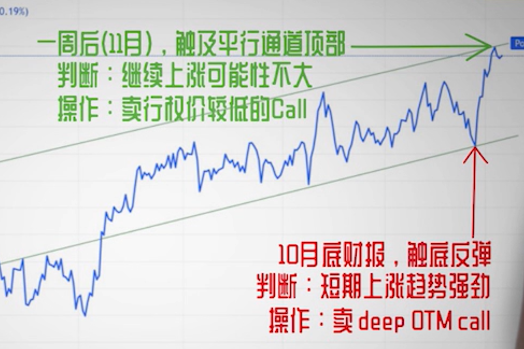 0.19%)
一周后(11月)，触及平行通道顶部
判断：继续上涨可能性不大
操作：卖行权价较低的Call
Po
10月底财报，触底反弹
判断：短期上涨趋势强劲
操作：卖 deep OTM call